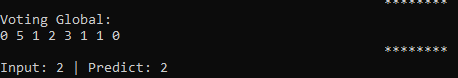 ********
Voting Global:
0 5 1 2 3 1 1 0
********
Input: 2 | Predict: 2